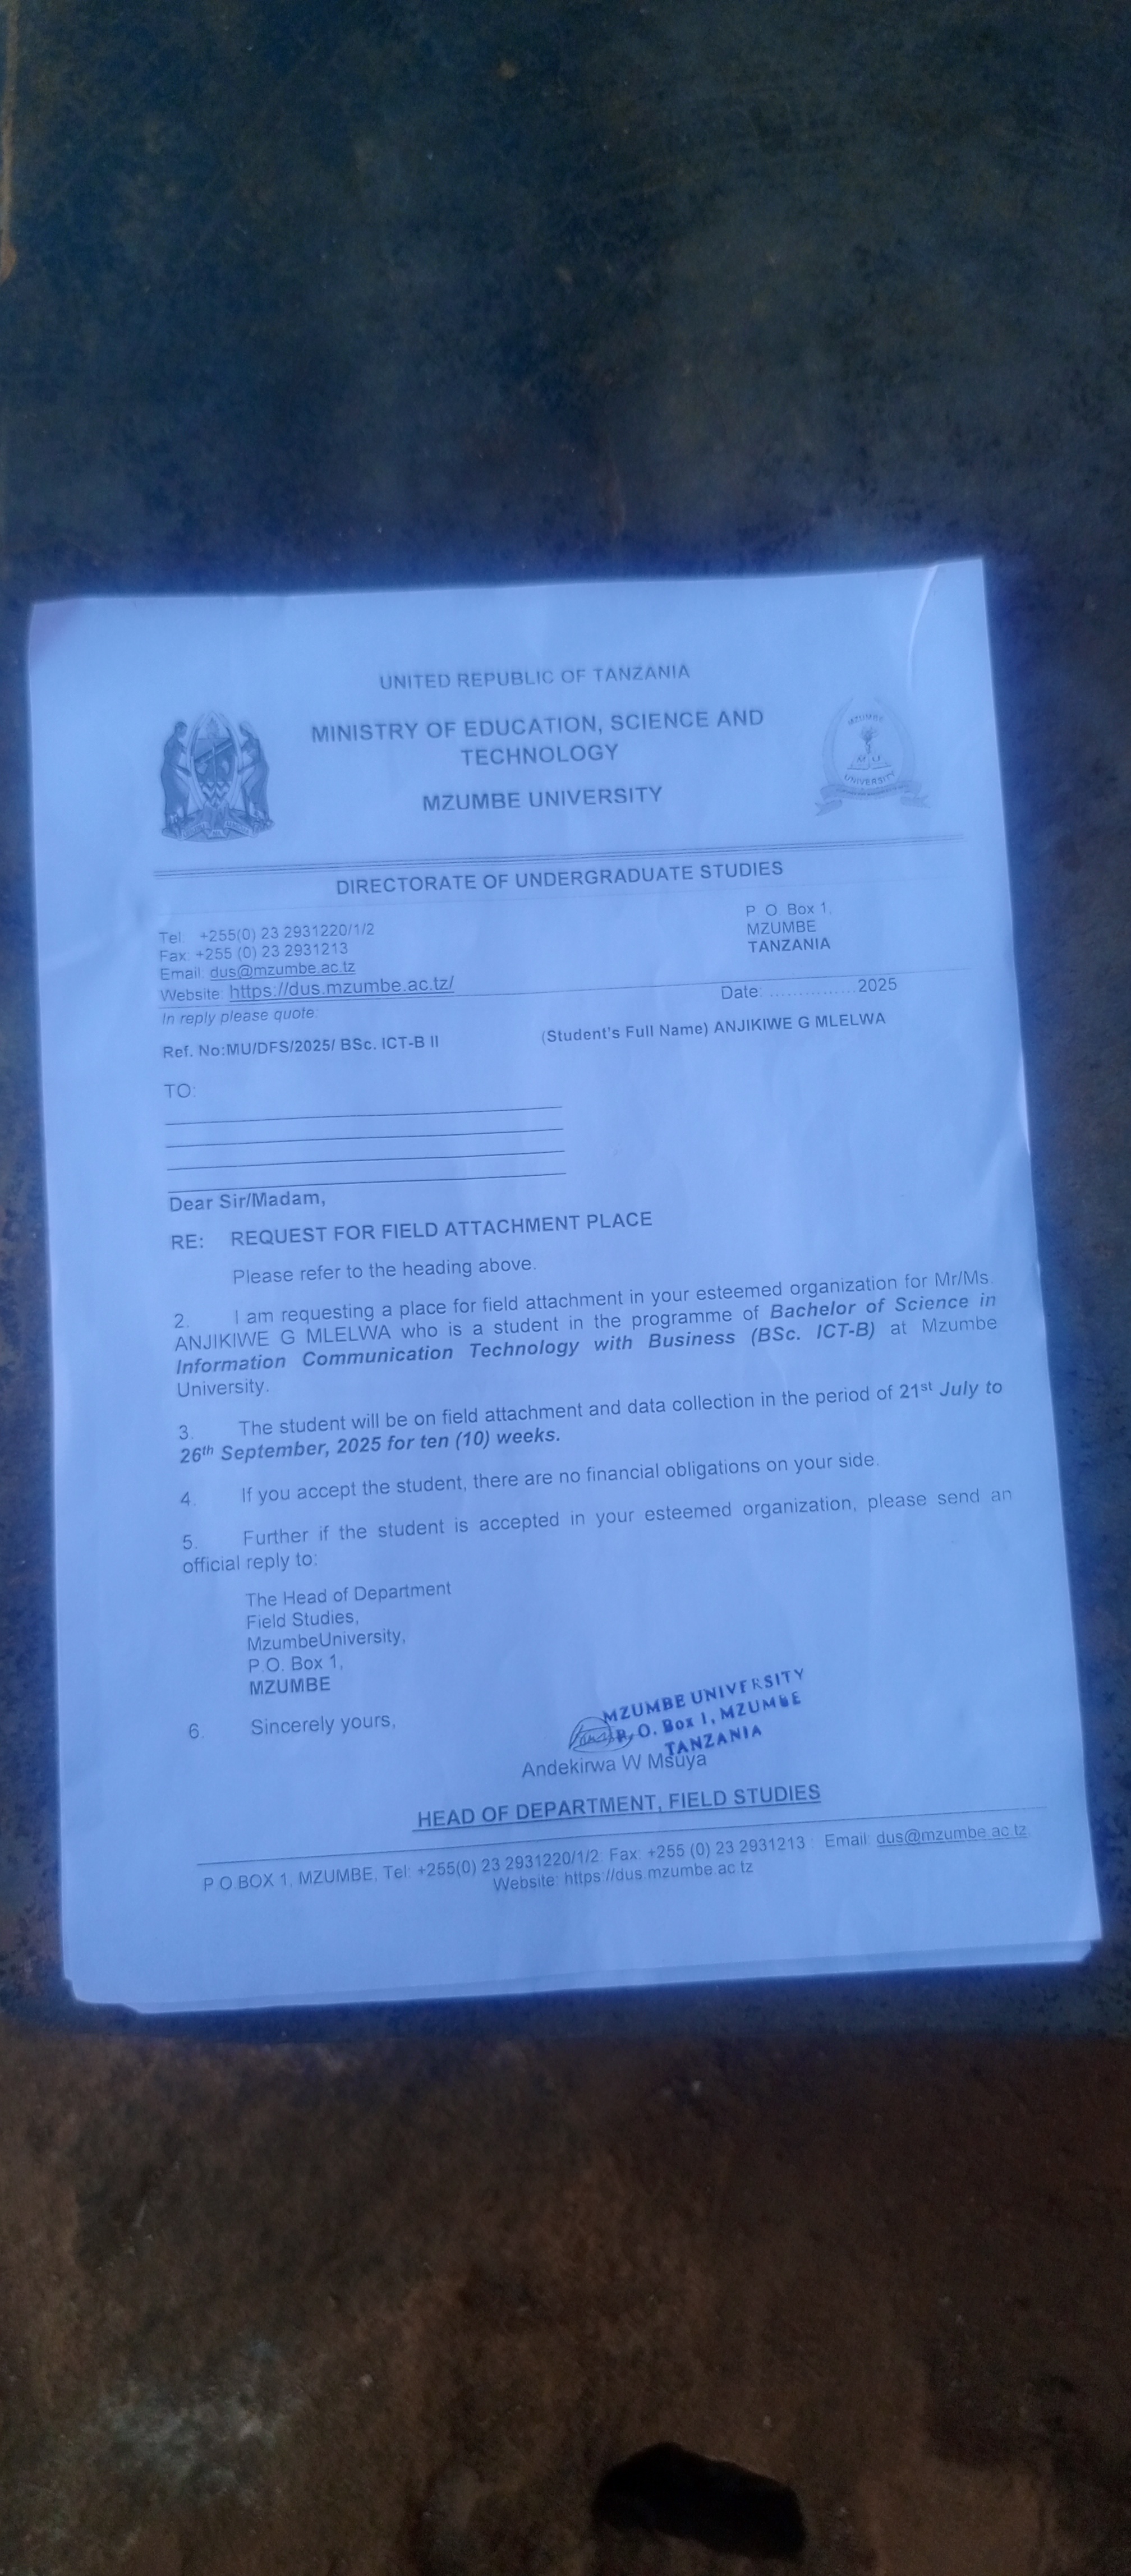 UNITED REPUBLIC OF TANZANIA
MINISTRY OF EDUCATION, SCIENCE AND
TECHNOLOGY
MZUMBE UNIVERSITY
MZUMBE
M U
UNIVERSITY
DIRECTORATE OF UNDERGRADUATE STUDIES
Tel: +255(0) 23 2931220/1/2
Fax: +255 (0) 23 2931213
Email: dus@mzumbe.ac.tz
Website: https://dus.mzumbe.ac.tz/
P. O. Box 1,
MZUMBE
TANZANIA
Date: ...............2025
In reply please quote:
Ref. No:MU/DFS/2025/ BSc. ICT-B II
(Student's Full Name) ANJIKIWE G MLELWA
TO:
Dear Sir/Madam,
RE: REQUEST FOR FIELD ATTACHMENT PLACE
Please refer to the heading above.
2. I am requesting a place for field attachment in your esteemed organization for Mr/Ms.
ANJIKIWE G MLELWA who is a student in the programme of Bachelor of Science in
Information Communication Technology with Business (BSc. ICT-B) at Mzumbe
University.
3. The student will be on field attachment and data collection in the period of 21st July to
26th September, 2025 for ten (10) weeks.
4. If you accept the student, there are no financial obligations on your side.
5. Further if the student is accepted in your esteemed organization, please send an
official reply to:
The Head of Department
Field Studies,
MzumbeUniversity,
P.O. Box 1,
MZUMBE
6. Sincerely yours,
MZUMBE UNIVERSITY
P. O. Box 1, MZUMBE
TANZANIA
Andekirwa W Msuya
HEAD OF DEPARTMENT, FIELD STUDIES
P O BOX 1, MZUMBE, Tel: +255(0) 23 2931220/1/2: Fax: +255 (0) 23 2931213 : Email: dus@mzumbe.ac.tz
Website: https://dus.mzumbe.ac.tz